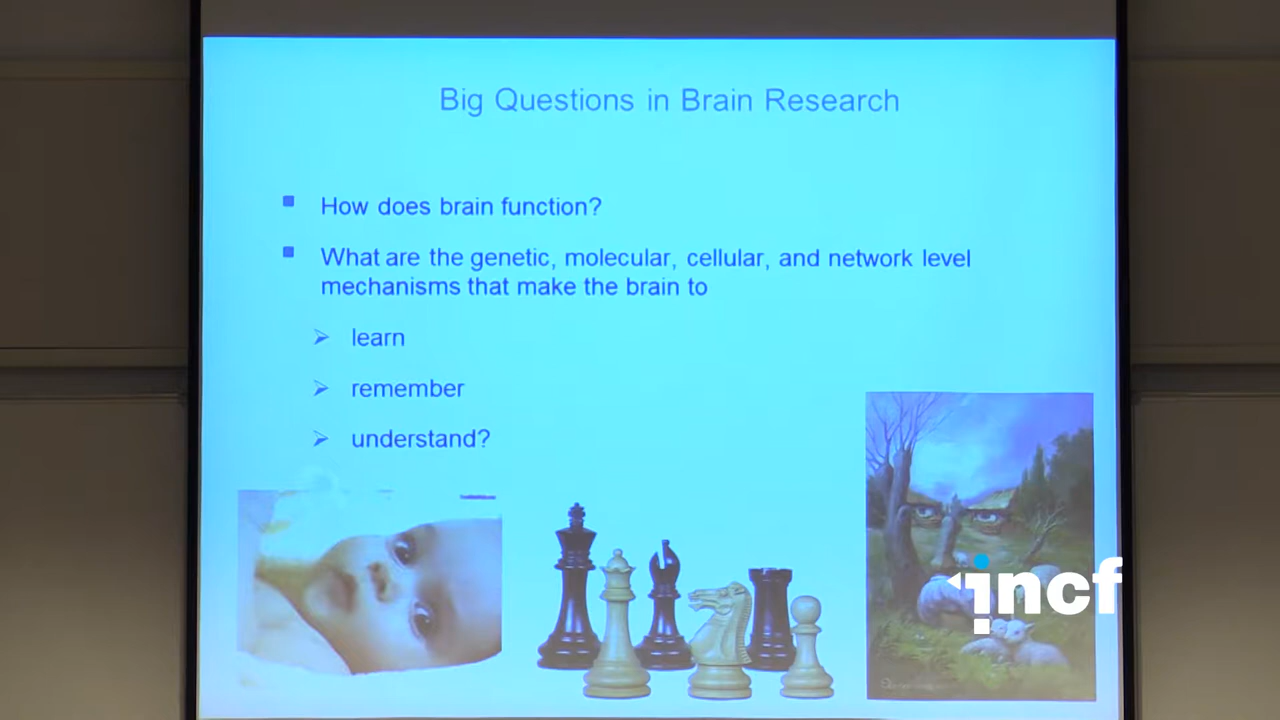 Big Questions in Brain Research
How does brain function?
What are the genetic, molecular, cellular, and network level
mechanisms that make the brain to
learn
remember
understand?
incf